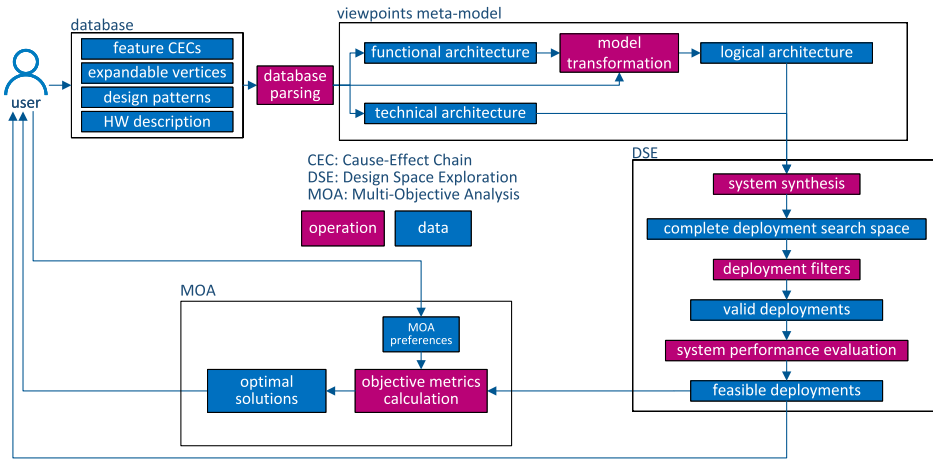 database
feature CECs
expandable vertices
design patterns
HW description
user
database
parsing
viewpoints meta-model
functional architecture
model
transformation
logical architecture
technical architecture
CEC: Cause-Effect Chain
DSE: Design Space Exploration
MOA: Multi-Objective Analysis
operation
data
DSE
system synthesis
complete deployment search space
deployment filters
valid deployments
system performance evaluation
feasible deployments
MOA
MOA
preferences
objective metrics
calculation
optimal
solutions